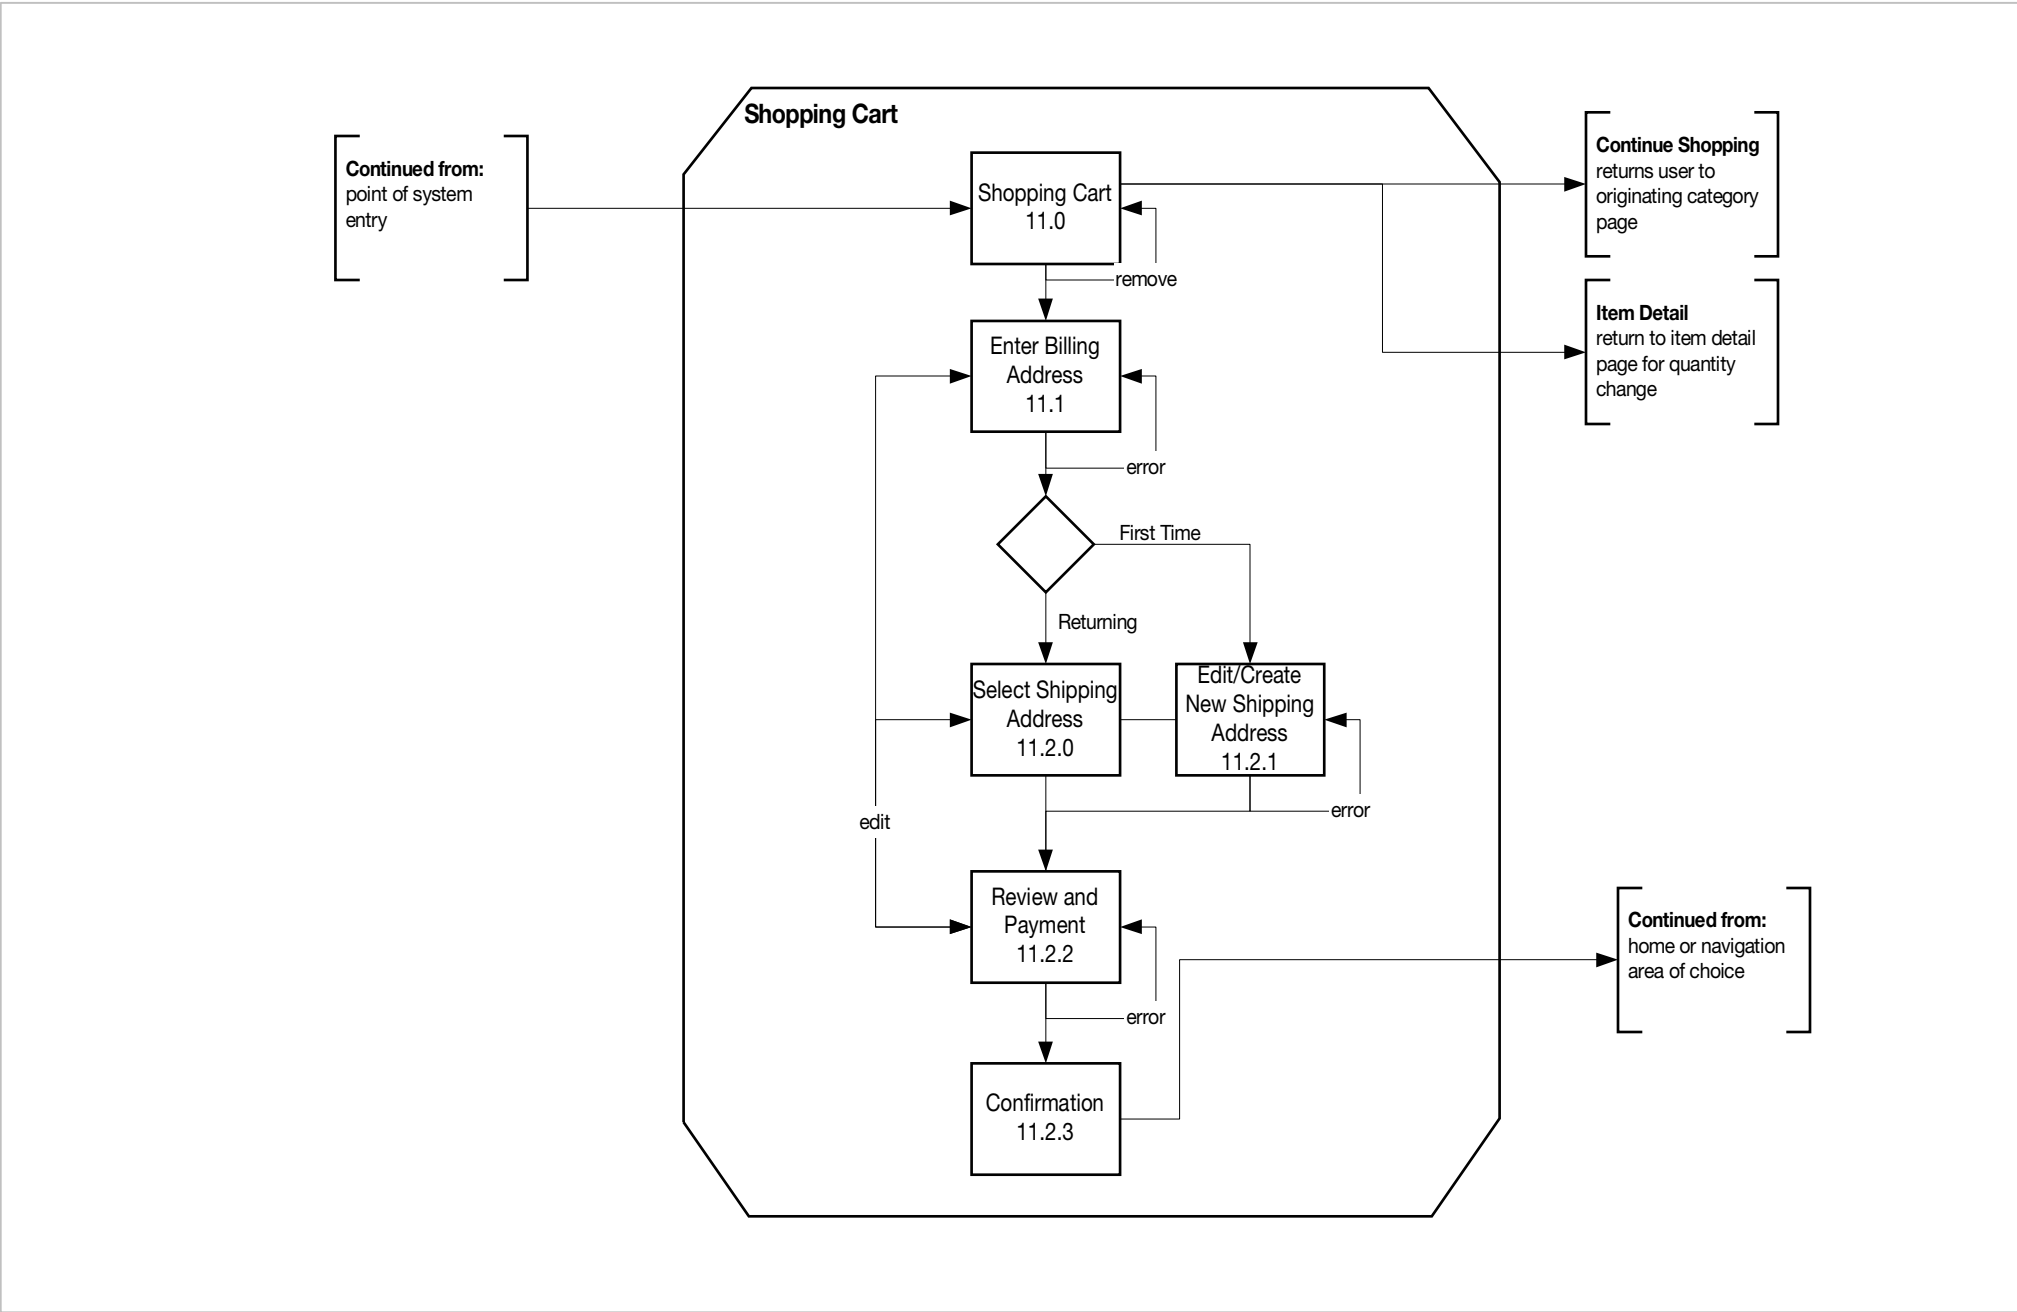 Shopping Cart
Continued from:
point of system
entry
Shopping Cart
11.0
remove
Continue Shopping
returns user to
originating category
page
Item Detail
return to item detail
page for quantity
change
Enter Billing
Address
11.1
error
First Time
Returning
Select Shipping
Address
11.2.0
Edit/Create
New Shipping
Address
11.2.1
error
edit
Review and
Payment
11.2.2
error
Continued from:
home or navigation
area of choice
Confirmation
11.2.3